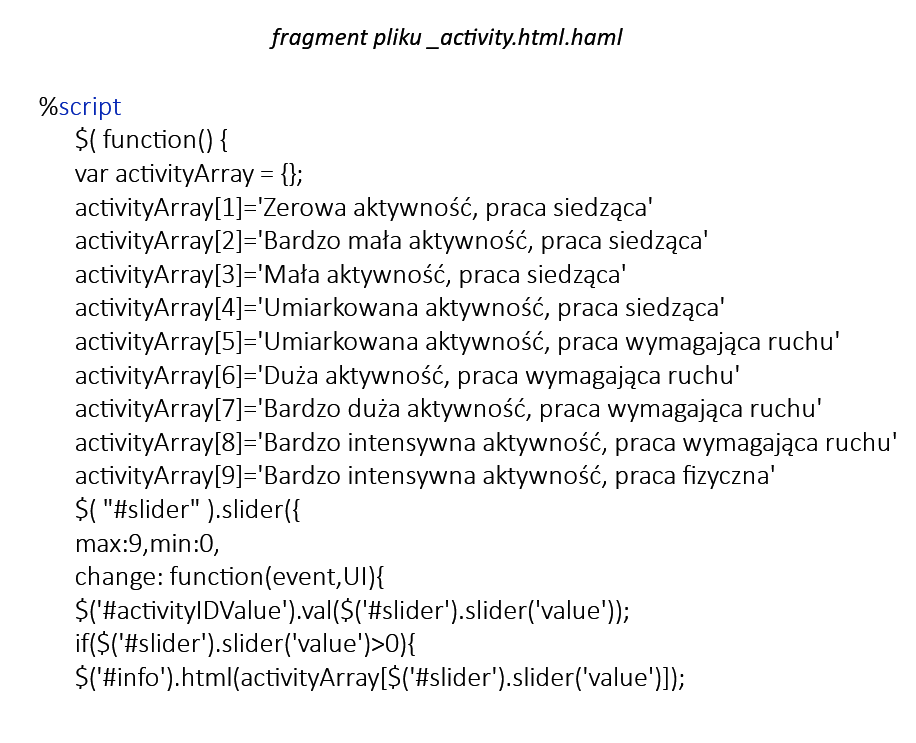 fragment pliku _activity.html.haml
%script
$( function() {
var activityArray = {};
activityArray[1]='Zerowa aktywność, praca siedząca'
activityArray[2]='Bardzo mała aktywność, praca siedząca'
activityArray[3]='Mała aktywność, praca siedząca'
activityArray[4]='Umiarkowana aktywność, praca siedząca'
activityArray[5]='Umiarkowana aktywność, praca wymagająca ruchu'
activityArray[6]='Duża aktywność, praca wymagająca ruchu'
activityArray[7]='Bardzo duża aktywność, praca wymagająca ruchu'
activityArray[8]='Bardzo intensywna aktywność, praca wymagająca ruchu'
activityArray[9]='Bardzo intensywna aktywność, praca fizyczna'
$( "#slider" ).slider({
max:9,min:0,
change: function(event,UI){
$('#activityIDValue').val($('#slider').slider('value'));
if($('#slider').slider('value')>0){
$('#info').html(activityArray[$('#slider').slider('value')]);